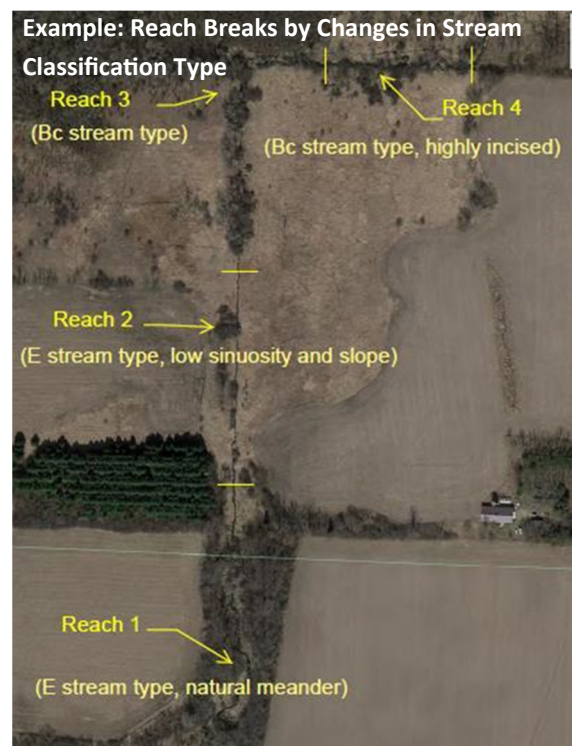 Example: Reach Breaks by Changes in Stream
Classification Type
Reach 3
(Bc stream type)
Reach 4
(Bc stream type, highly incised)
Reach 2
(E stream type, low sinuosity and slope)
Reach 1
(E stream type, natural meander)